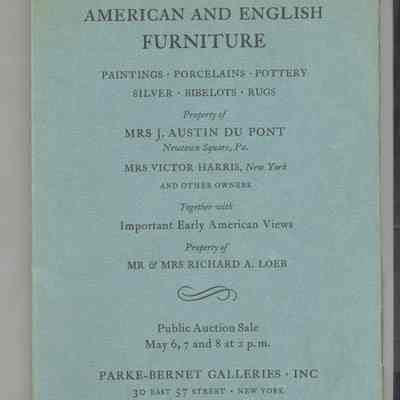 AMERICAN AND ENGLISH
FURNITURE
PAINTINGS · PORCELAINS · POTTERY
SILVER · BIBELOTS · RUGS
Property of
MRS J. AUSTIN DU PONT
Newtown Square, Pa.
MRS VICTOR HARRIS, New York
AND OTHER OWNERS
Together with
Important Early American Views
Property of
MR & MRS RICHARD A. LOEB
Public Auction Sale
May 6, 7 and 8 at 2 p.m.
PARKE-BERNET GALLERIES · INC
30 EAST 57 STREET · NEW YORK